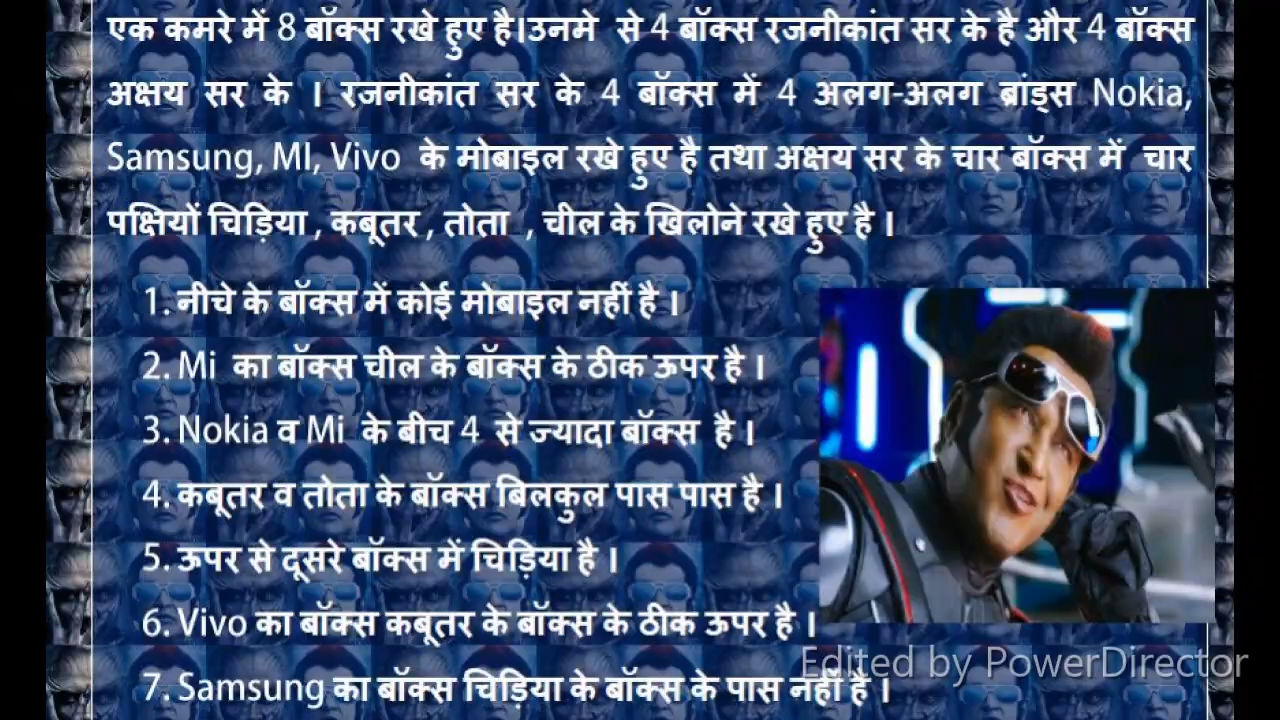 एक कमरे में 8 बॉक्स रखे हुए है।उनमे से 4 बॉक्स रजनीकांत सर के है और 4 बॉक्स
अक्षय सर के । रजनीकांत सर के 4 बॉक्स में 4 अलग-अलग ब्रांड्स Nokia,
Samsung, MI, Vivo के मोबाइल रखे हुए है तथा अक्षय सर के चार बॉक्स में चार
पक्षियों चिड़िया , कबूतर , तोता , चील के खिलोने रखे हुए है ।
1. नीचे के बॉक्स में कोई मोबाइल नहीं है ।
2. Mi का बॉक्स चील के बॉक्स के ठीक ऊपर है ।
3. Nokia व Mi के बीच 4 से ज्यादा बॉक्स है ।
4. कबूतर व तोता के बॉक्स बिलकुल पास पास है ।
5. ऊपर से दूसरे बॉक्स में चिड़िया है ।
6. Vivo का बॉक्स कबूतर के बॉक्स के ठीक ऊपर है ।
7. Samsung का बॉक्स चिड़िया के बॉक्स के पास नहीं है ।
Edited by PowerDirector